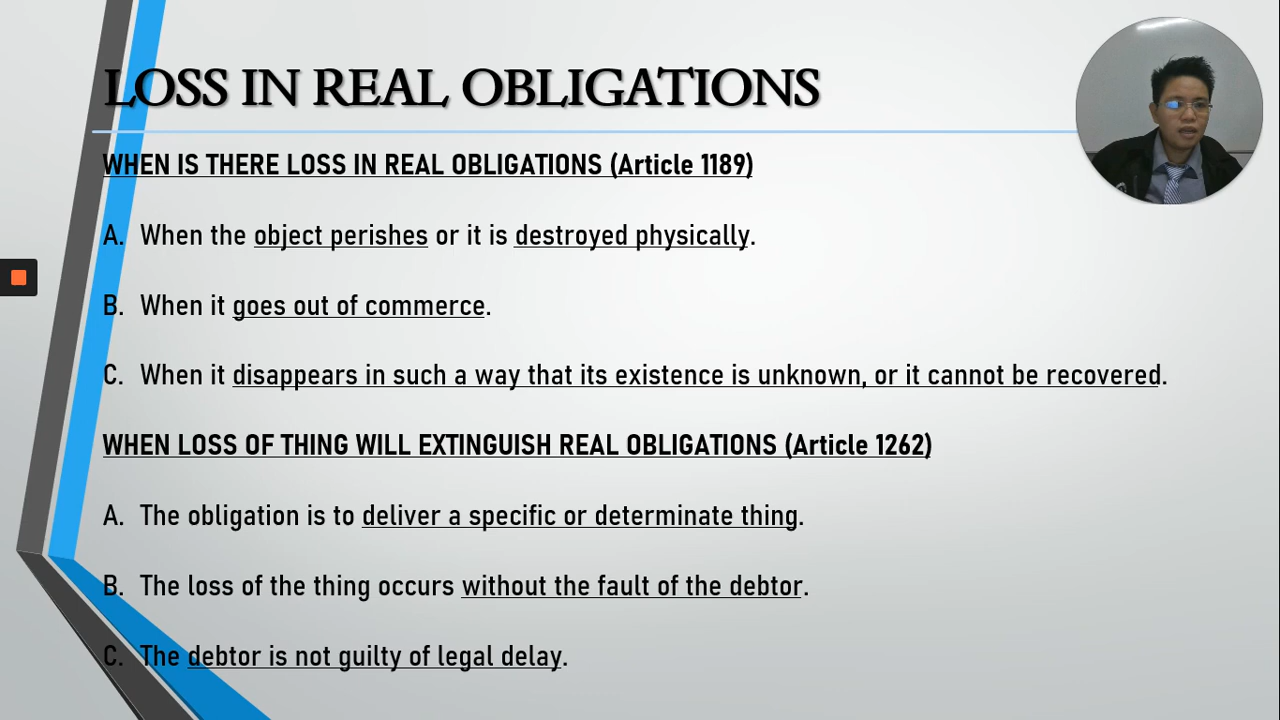 LOSS IN REAL OBLIGATIONS
WHEN IS THERE LOSS IN REAL OBLIGATIONS (Article 1189)
A. When the object perishes or it is destroyed physically.
B. When it goes out of commerce.
C. When it disappears in such a way that its existence is unknown, or it cannot be recovered.
WHEN LOSS OF THING WILL EXTINGUISH REAL OBLIGATIONS (Article 1262)
A. The obligation is to deliver a specific or determinate thing.
B. The loss of the thing occurs without the fault of the debtor.
C. The debtor is not guilty of legal delay.